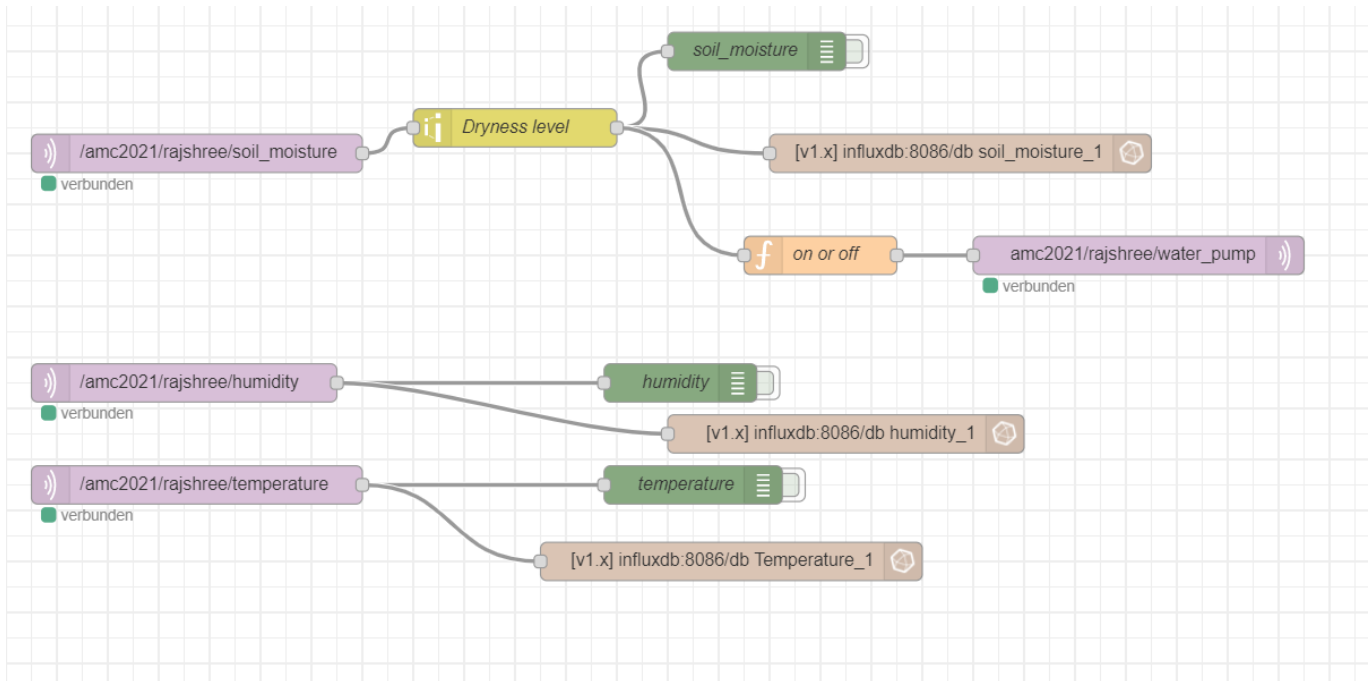 soil_moisture
Dryness level
/amc2021/rajshree/soil_moisture
verbunden
[v1.x] influxdb:8086/db soil_moisture_1
on or off
amc2021/rajshree/water_pump
verbunden
/amc2021/rajshree/humidity
verbunden
humidity
[v1.x] influxdb:8086/db humidity_1
/amc2021/rajshree/temperature
verbunden
temperature
[v1.x] influxdb:8086/db Temperature_1